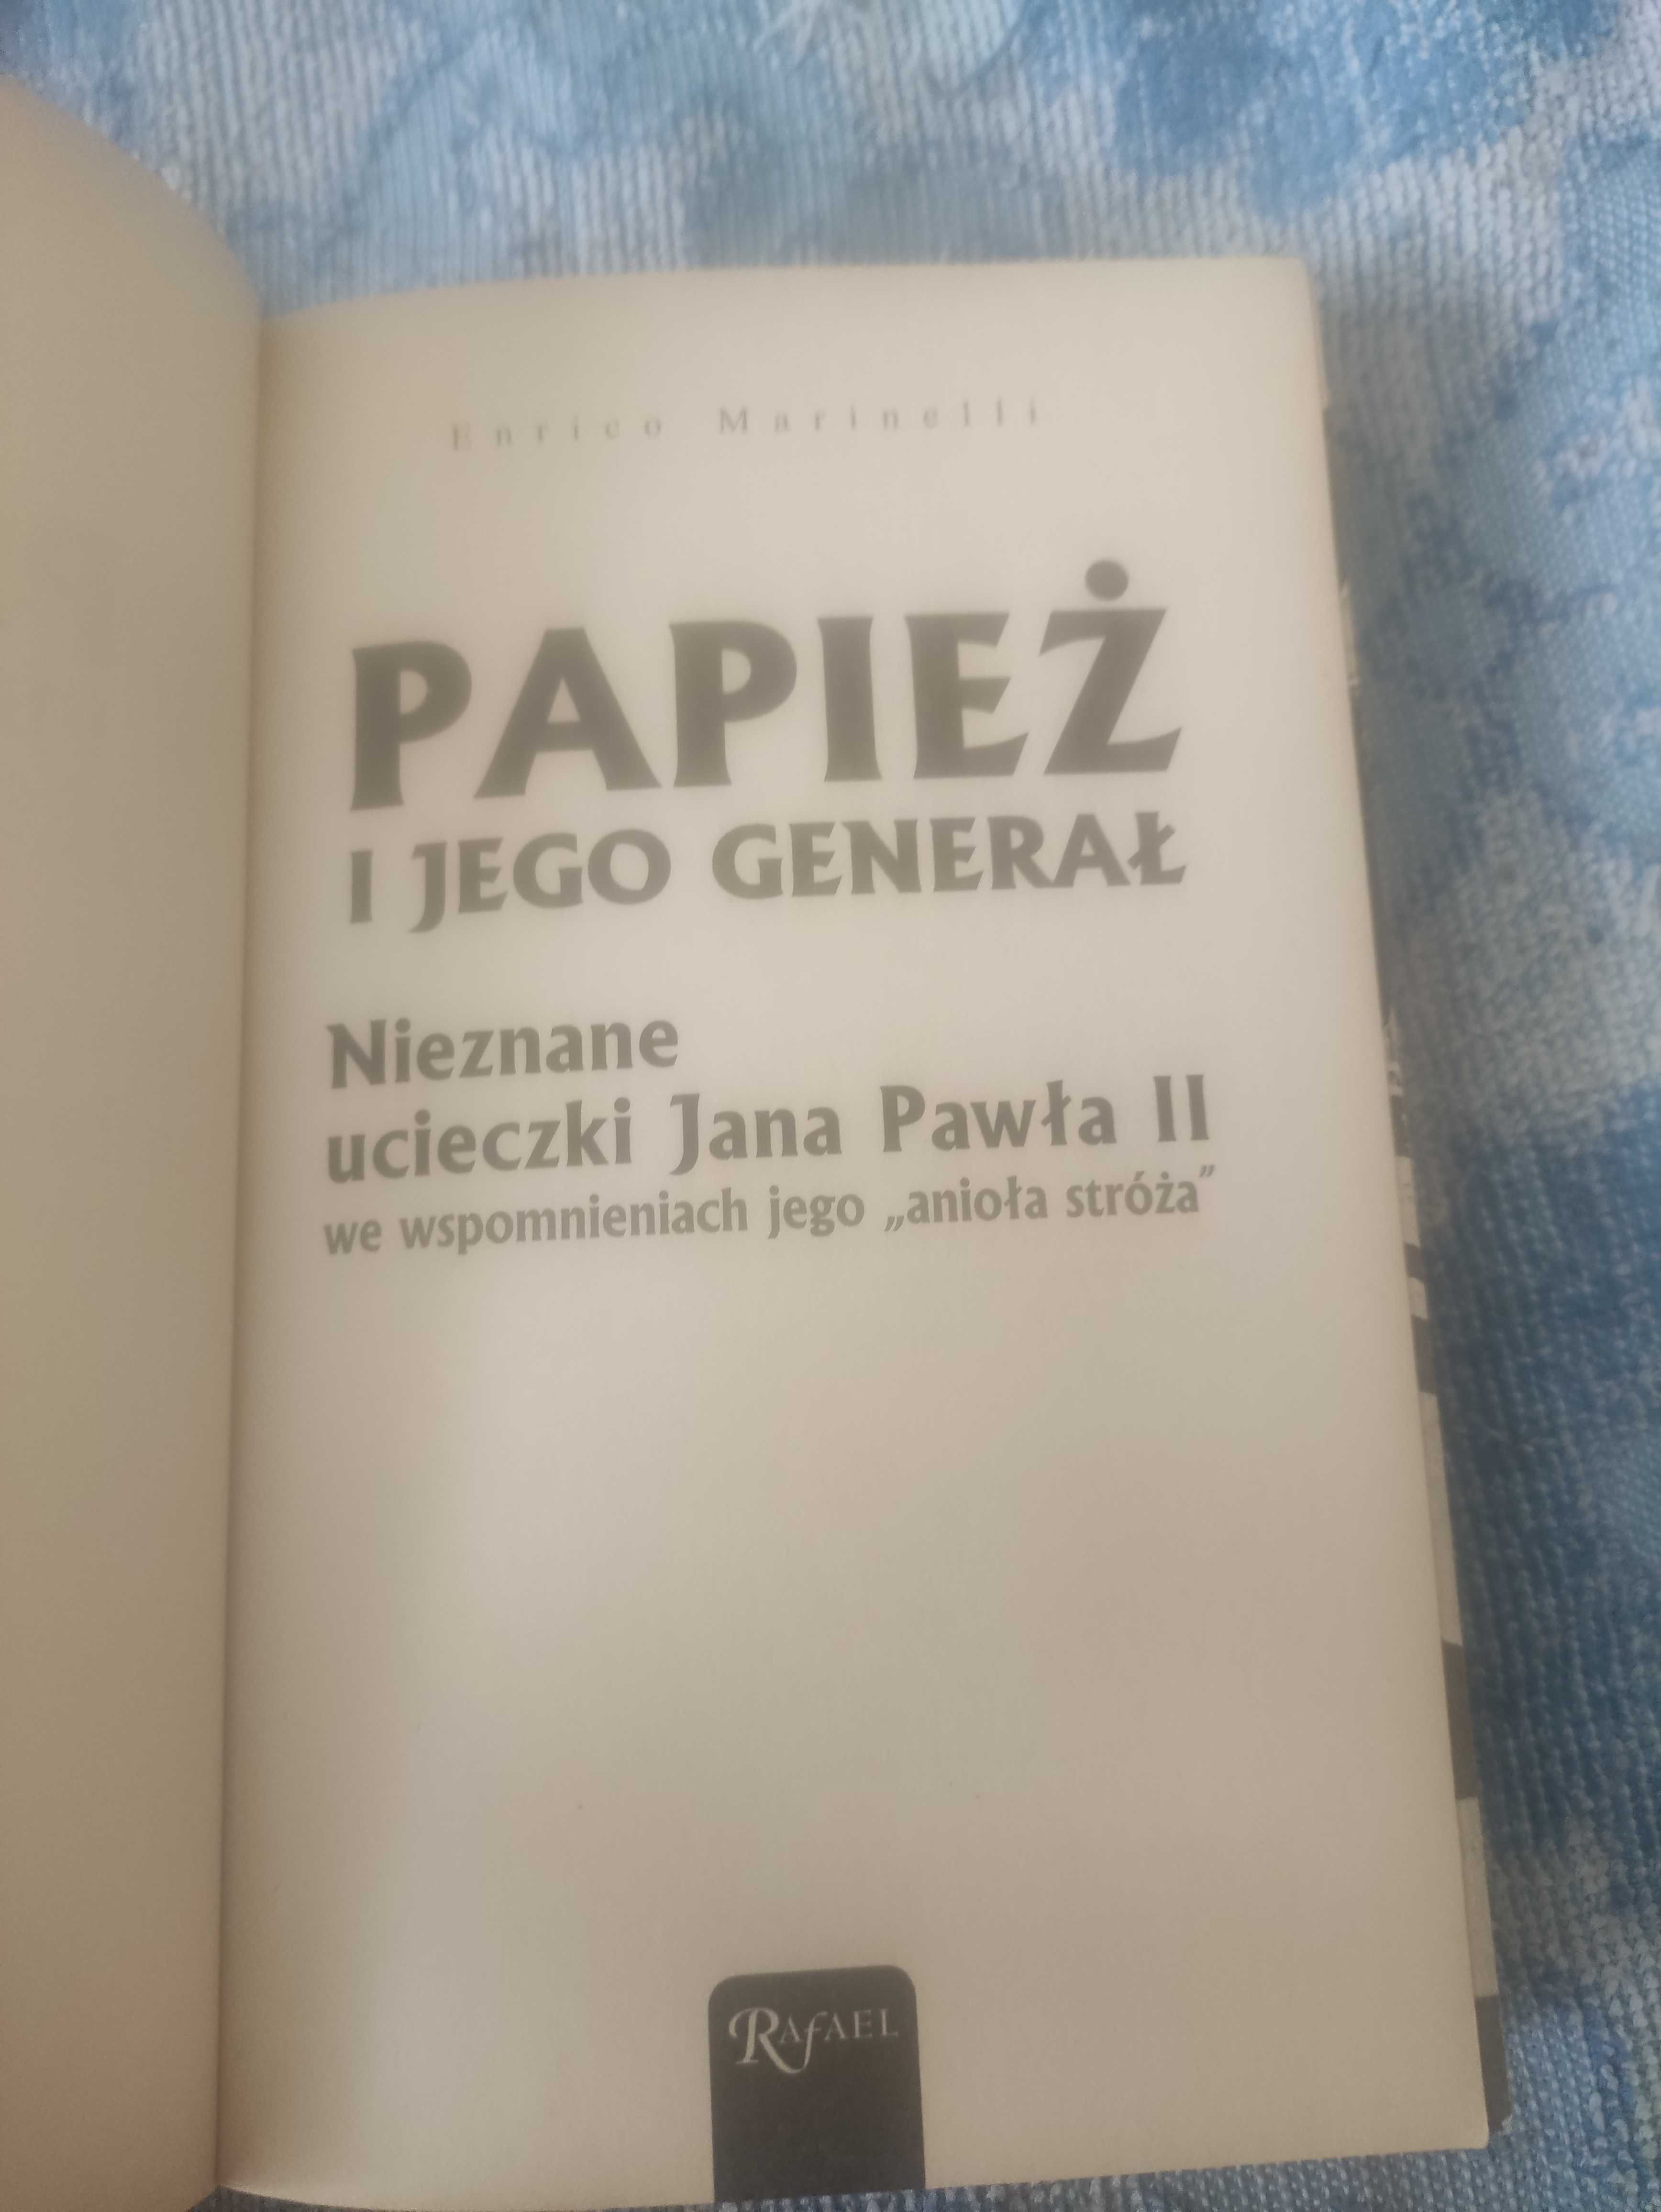 Enrico Marinelli
PAPIEŻ
I JEGO GENERAŁ
Nieznane
ucieczki Jana Pawła II
we wspomnieniach jego „anioła stróża”
RAFAEL